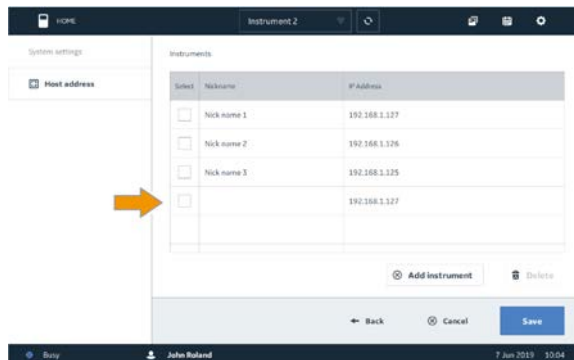 HOME Instrument 2
System settings Instruments
Host address
Select Nickname IP Address
Nick name 1 192.168.1.127
Nick name 2 192.168.1.126
Nick name 3 192.168.1.125
192.168.1.127
Add instrument Delete
Back Cancel Save
Busy John Roland 7 Jun 2019 10:04